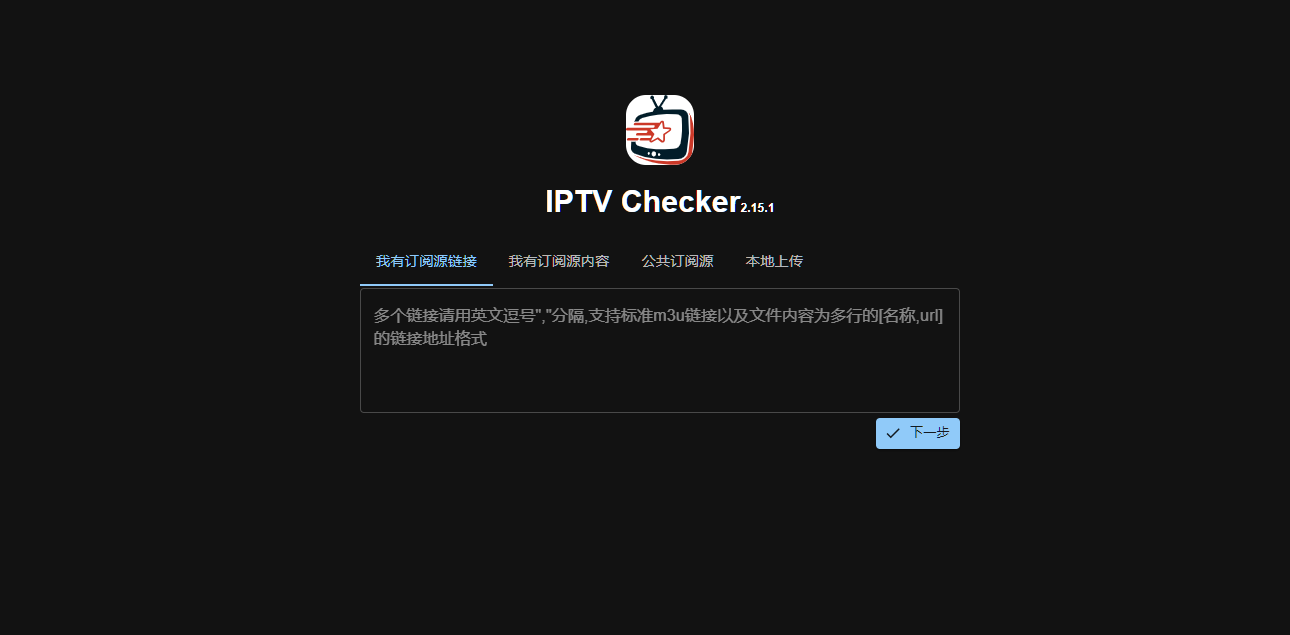 IPTV Checker2.15.1
我有订阅源链接 我有订阅源内容 公共订阅源 本地上传
多个链接请用英文逗号","分隔,支持标准m3u链接以及文件内容为多行的[名称,url]
的链接地址格式
下一步